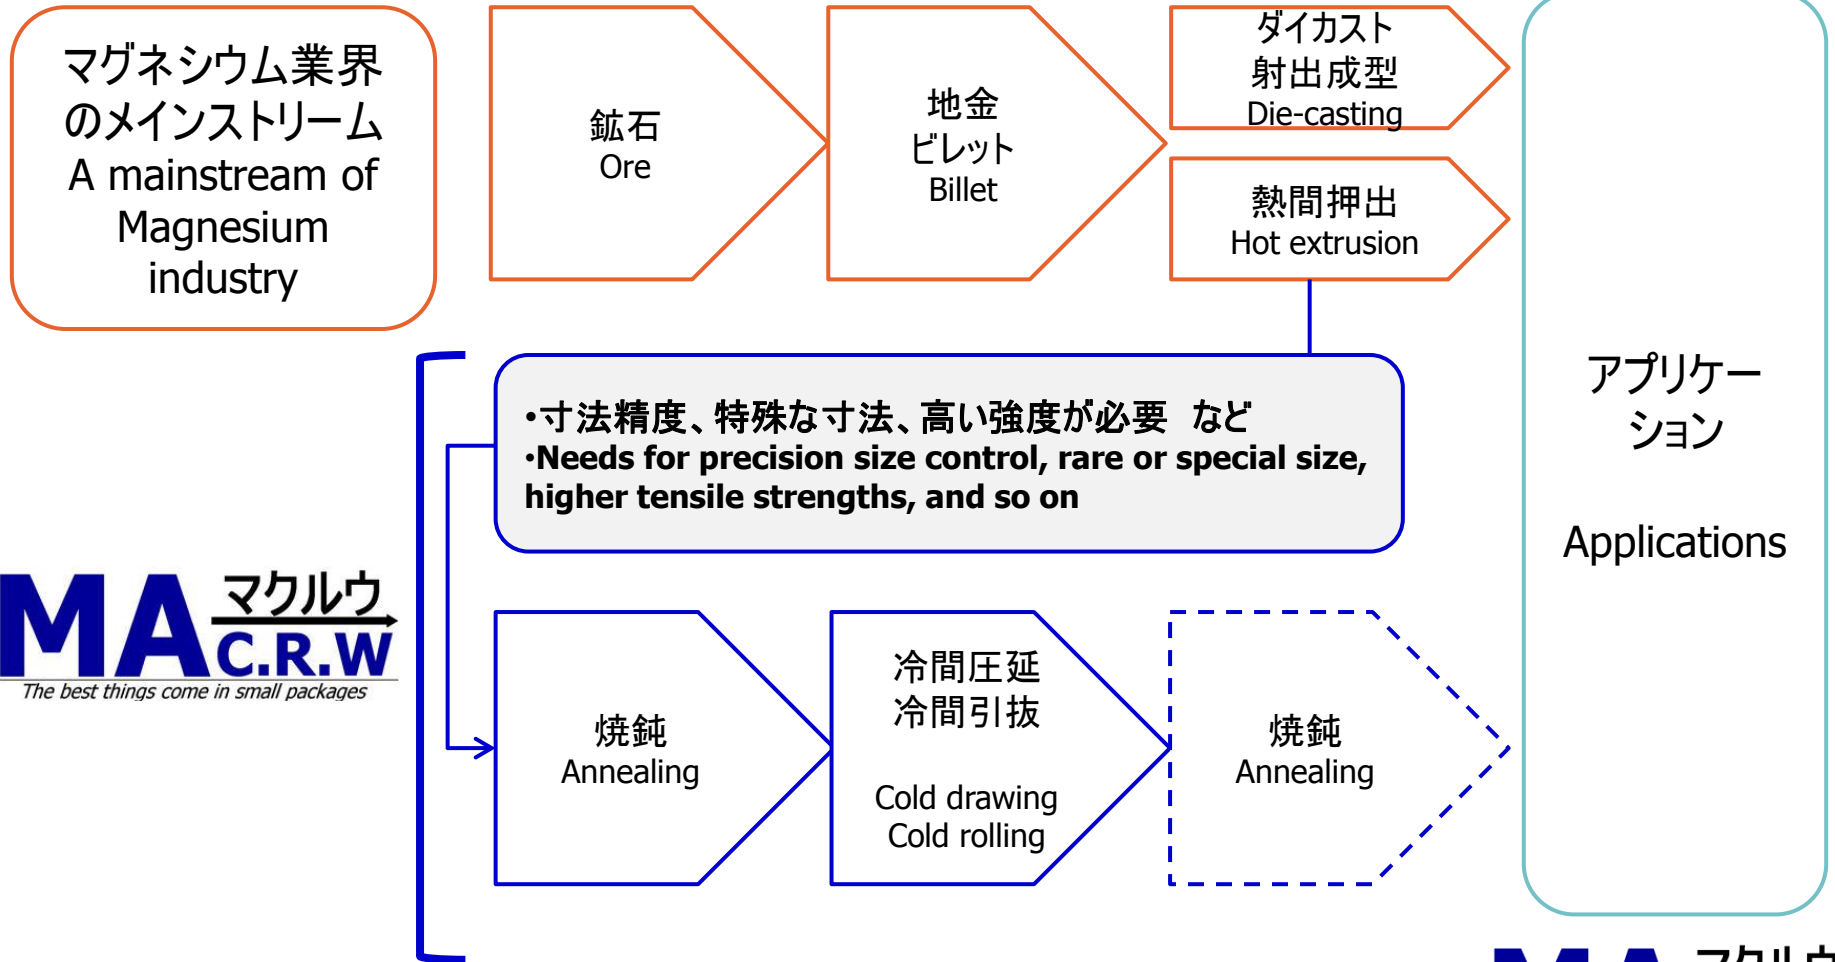 マグネシウム業界
のメインストリーム
A mainstream of
Magnesium
industry
鉱石
Ore
地金
ビレット
Billet
ダイカスト
射出成型
Die-casting
熱間押出
Hot extrusion
アプリケー
ション
Applications
•寸法精度、特殊な寸法、高い強度が必要　など
•Needs for precision size control, rare or special size,
higher tensile strengths, and so on
MA マクルウ
C.R.W
The best things come in small packages
焼鈍
Annealing
冷間圧延
冷間引抜
Cold drawing
Cold rolling
焼鈍
Annealing
MA マクルウ